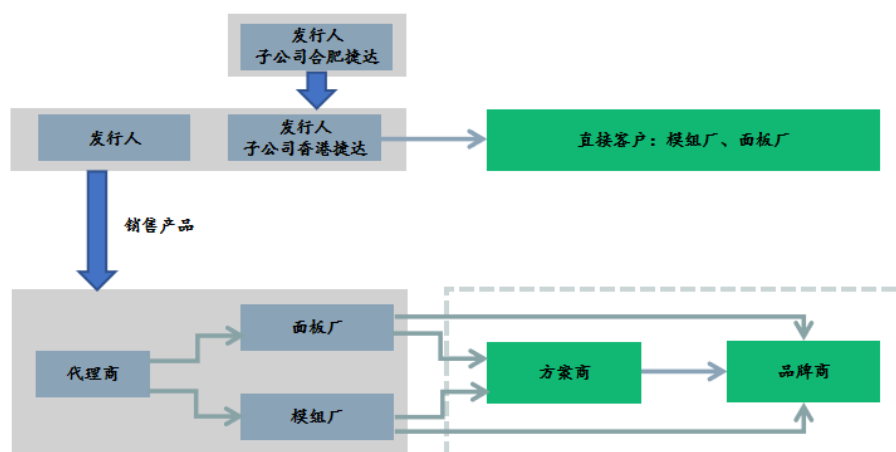 发行人
子公司合肥捷达
发行人
发行人
子公司香港捷达
直接客户：模组厂、面板厂
销售产品
面板厂
代理商
方案商
品牌商
模组厂